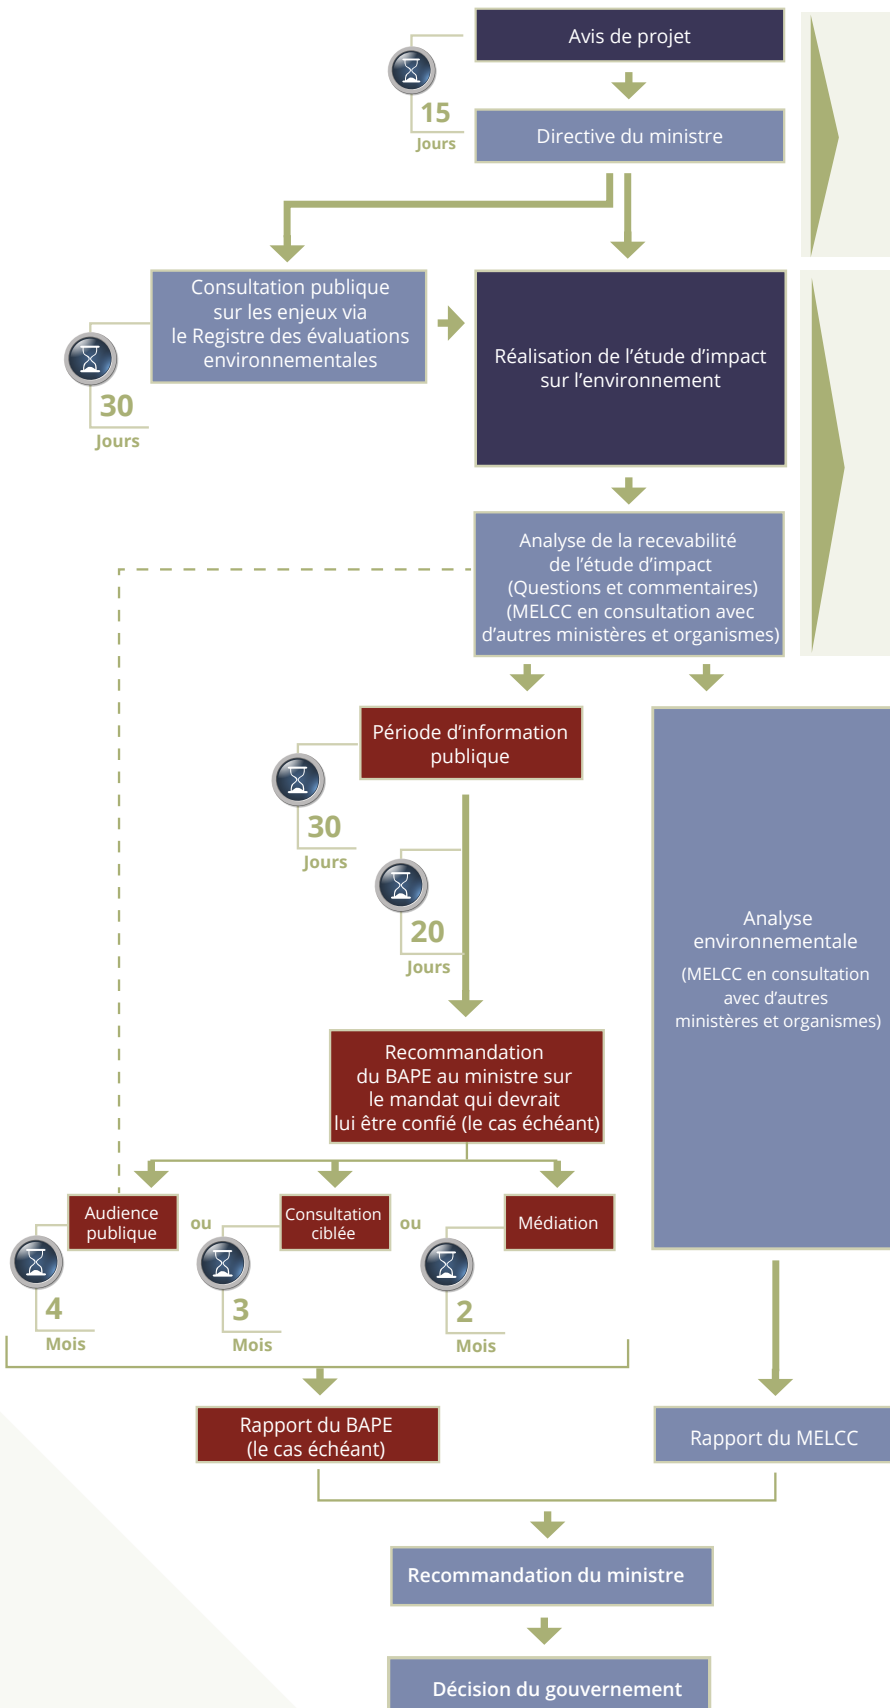 Avis de projet
15
Jours
Directive du ministre
Consultation publique
sur les enjeux via
le Registre des évaluations
environnementales
30
Jours
Réalisation de l’étude d’impact
sur l’environnement
Analyse de la recevabilité
de l’étude d’impact
(Questions et commentaires)
(MELCC en consultation avec
d’autres ministères et organismes)
Période d’information
publique
30
Jours
20
Jours
Analyse
environnementale
(MELCC en consultation
avec d’autres
ministères et organismes)
Recommandation
du BAPE au ministre sur
le mandat qui devrait
lui être confié (le cas échéant)
Audience
publique
ou
Consultation
ciblée
ou
Médiation
4
Mois
3
Mois
2
Mois
Rapport du BAPE
(le cas échéant)
Rapport du MELCC
Recommandation du ministre
Décision du gouvernement